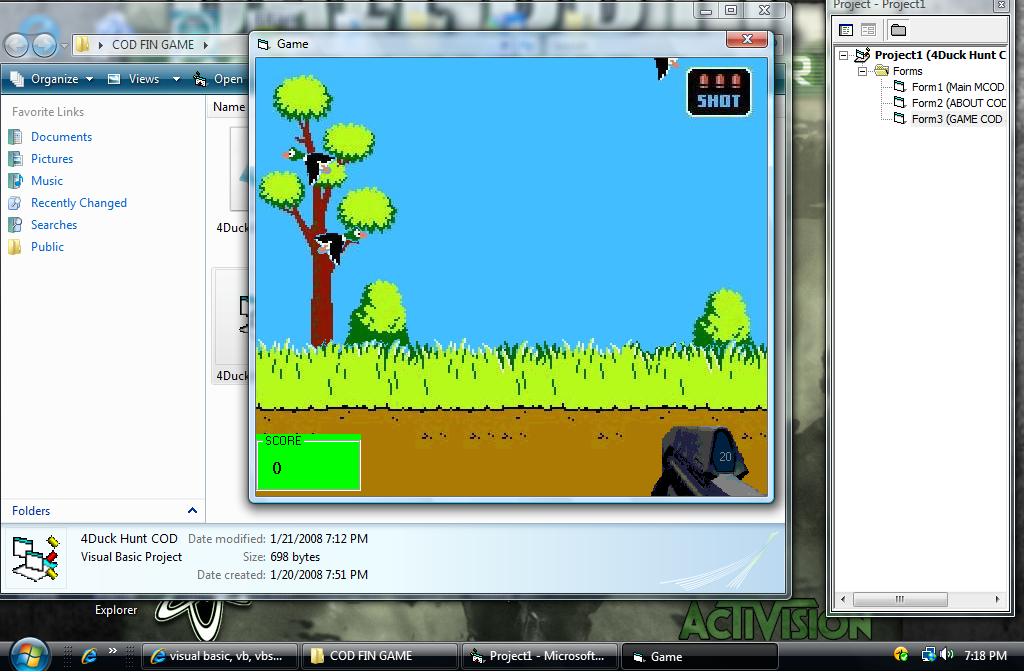 Project - Project1
COD FIN GAME
Game
Organize
Views
Open
SHOT
Project1 (4Duck Hunt C
Forms
Form1 (Main MCOD
Form2 (ABOUT COD
Form3 (GAME COD
Favorite Links
Name
Documents
Pictures
Music
Recently Changed
Searches
Public
4Duck
4Duck
SCORE
0
20
Folders
4Duck Hunt COD
Date modified: 1/21/2008 7:12 PM
Visual Basic Project
Size: 698 bytes
Date created: 1/20/2008 7:51 PM
Explorer
ACTIVISION
visual basic, vb, vbs...
COD FIN GAME
Project1 - Microsoft...
Game
7:18 PM